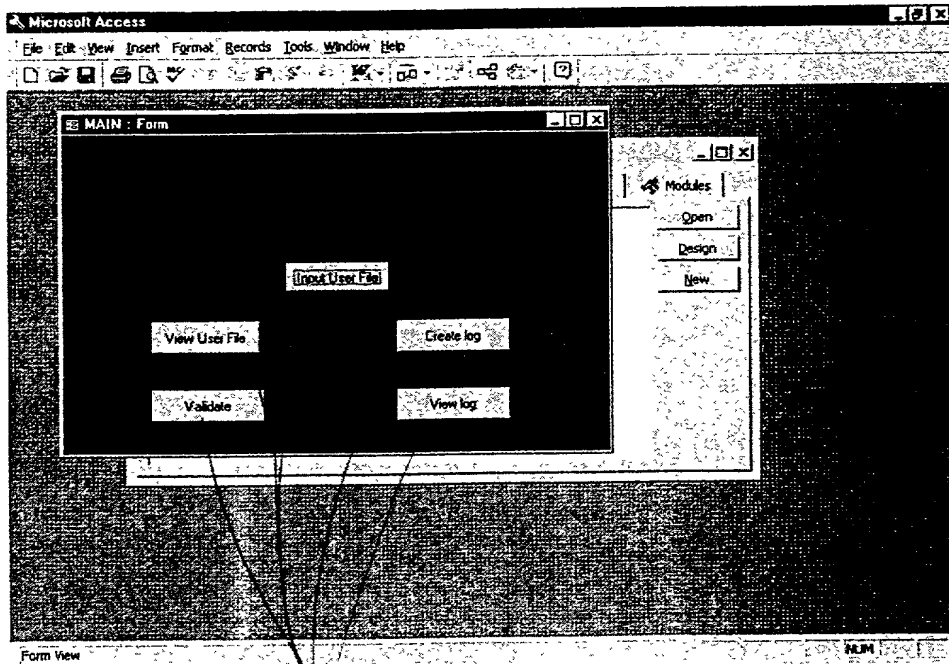 Microsoft Access
File Edit View Insert Format Records Tools Window Help
MAIN : Form
Modules
Open
Design
New
Input User File
View User File
Create log
Validate
View log
Form View
NUM